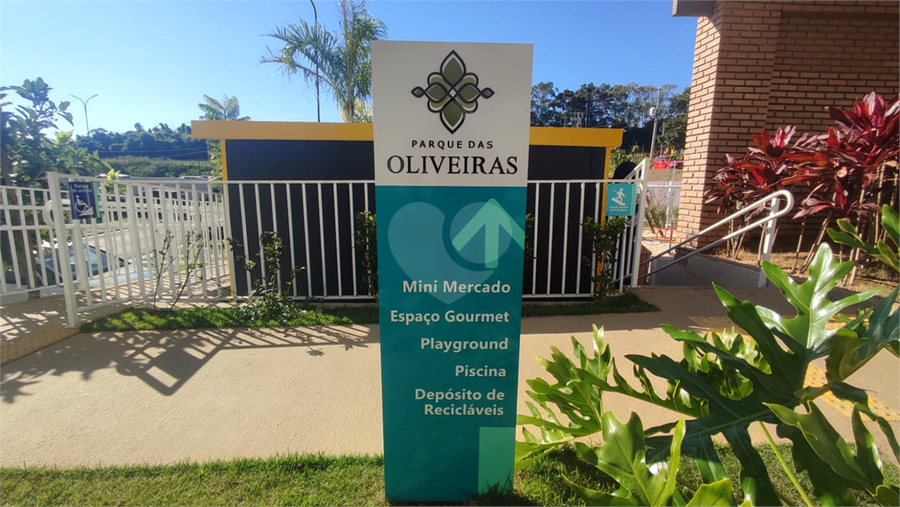 PARQUE DAS
OLIVEIRAS
Mini Mercado
Espaço Gourmet
Playground
Piscina
Depósito de
Recicláveis